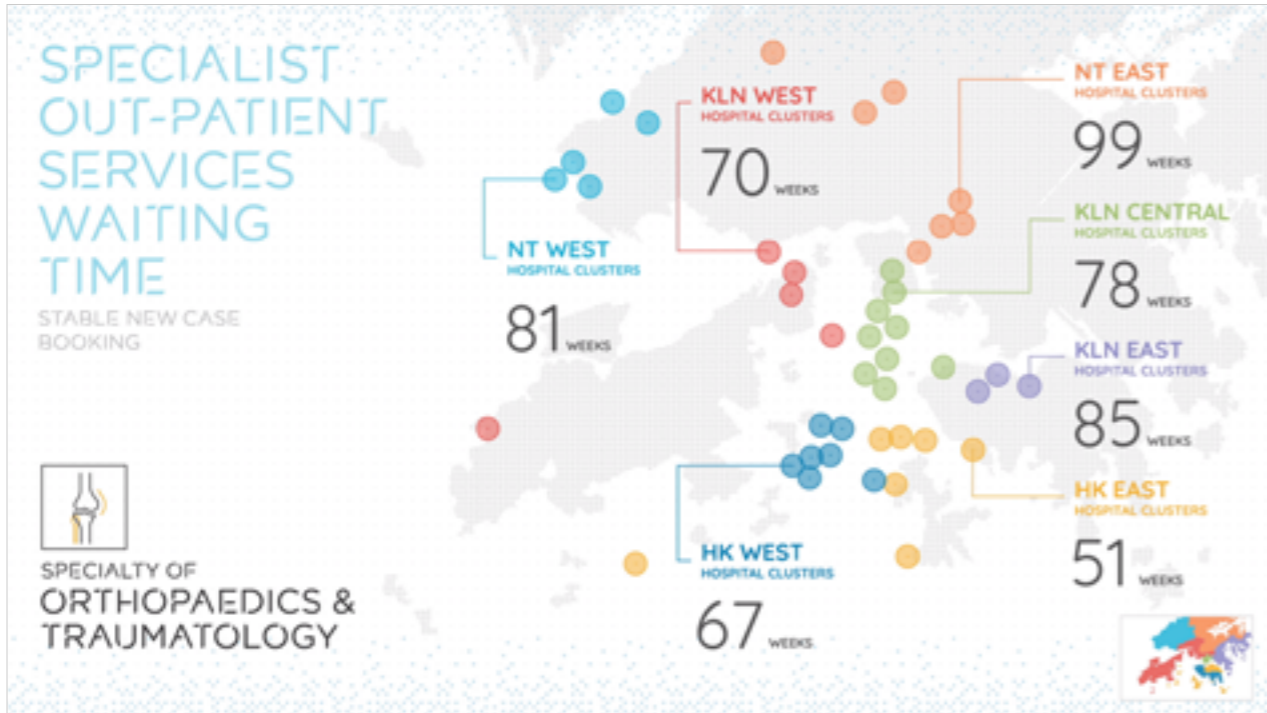 SPECIALIST
OUT-PATIENT
SERVICES
WAITING
TIME
STABLE NEW CASE
BOOKING
SPECIALTY OF
ORTHOPAEDICS &
TRAUMATOLOGY
NT WEST
HOSPITAL CLUSTERS
81 WEEKS
KLN WEST
HOSPITAL CLUSTERS
70 WEEKS
HK WEST
HOSPITAL CLUSTERS
67 WEEKS
NT EAST
HOSPITAL CLUSTERS
99 WEEKS
KLN CENTRAL
HOSPITAL CLUSTERS
78 WEEKS
KLN EAST
HOSPITAL CLUSTERS
85 WEEKS
HK EAST
HOSPITAL CLUSTERS
51 WEEKS